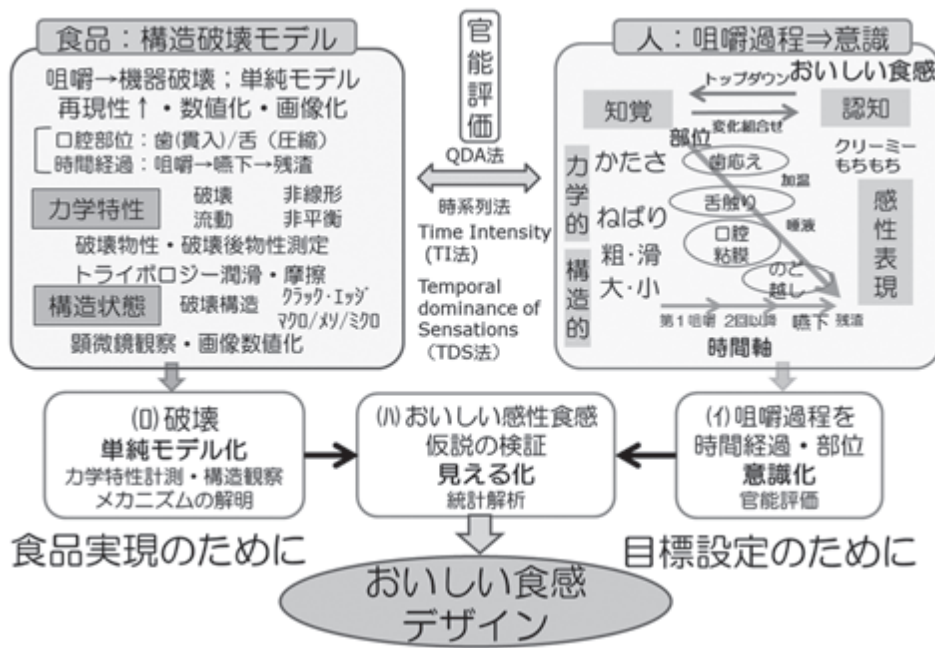 食品：構造破壊モデル
咀嚼→機器破壊；単純モデル
再現性↑・数値化・画像化
口腔部位：歯(貫入)/舌（圧縮）
時間経過：咀嚼→嚥下→残渣
力学特性
破壊　非線形
流動　非平衡
破壊物性・破壊後物性測定
トライボロジー潤滑・摩擦
構造状態
破壊構造
ｸﾗｯｸ・ｴｯｼﾞ
ﾏｸﾛ/ﾒｿ/ﾐｸﾛ
顕微鏡観察・画像数値化
官能評価
QDA法
時系列法
Time Intensity
(TI法)
Temporal
dominance of
Sensations
（TDS法）
人：咀嚼過程⇒意識
おいしい食感
トップダウン
知覚
認知
変化組合せ
部位
クリーミー
もちもち
力学的
かたさ
歯応え
加温
ねばり
舌触り
唾液
感性表現
構造的
粗・滑
口腔
粘膜
大・小
のど
越し
第１咀嚼　２回以降　嚥下　残渣
時間軸
(ロ)破壊
単純モデル化
力学特性計測・構造観察
メカニズムの解明
(ハ)おいしい感性食感
仮説の検証
見える化
統計解析
(イ)咀嚼過程を
時間経過・部位
意識化
官能評価
食品実現のために
目標設定のために
おいしい食感
デザイン